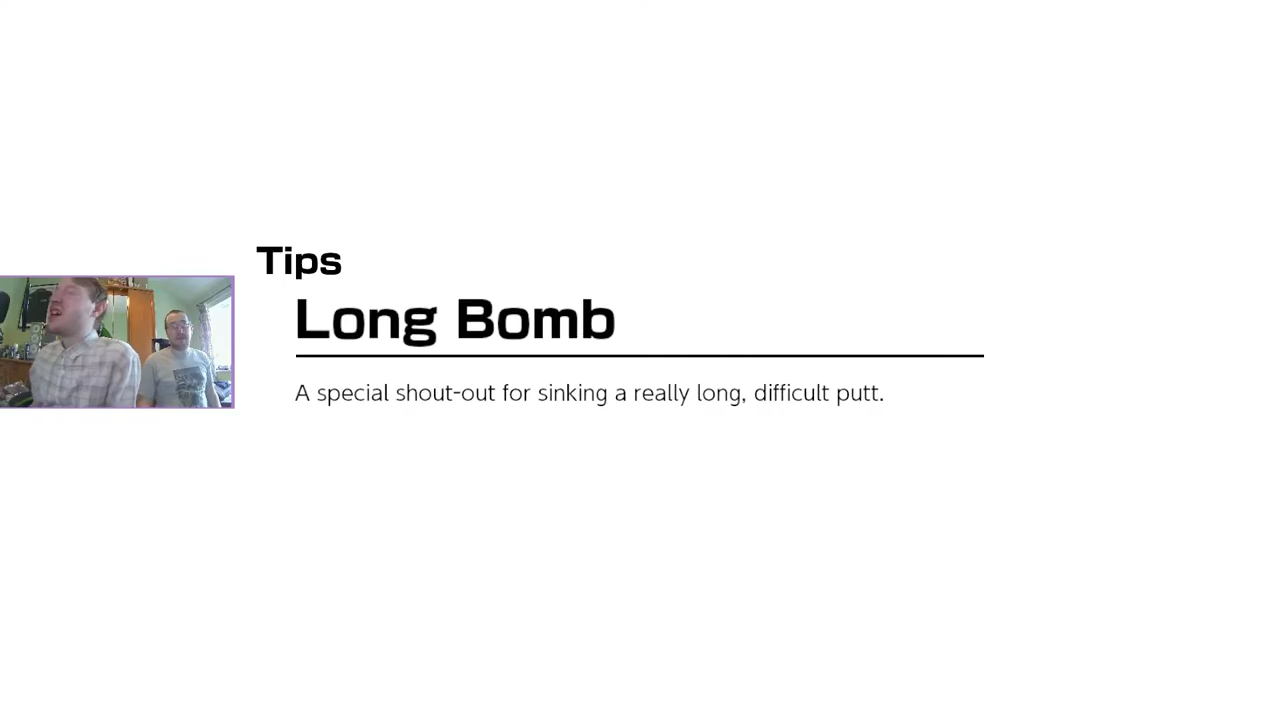 Tips
Long Bomb
A special shout-out for sinking a really long, difficult putt.